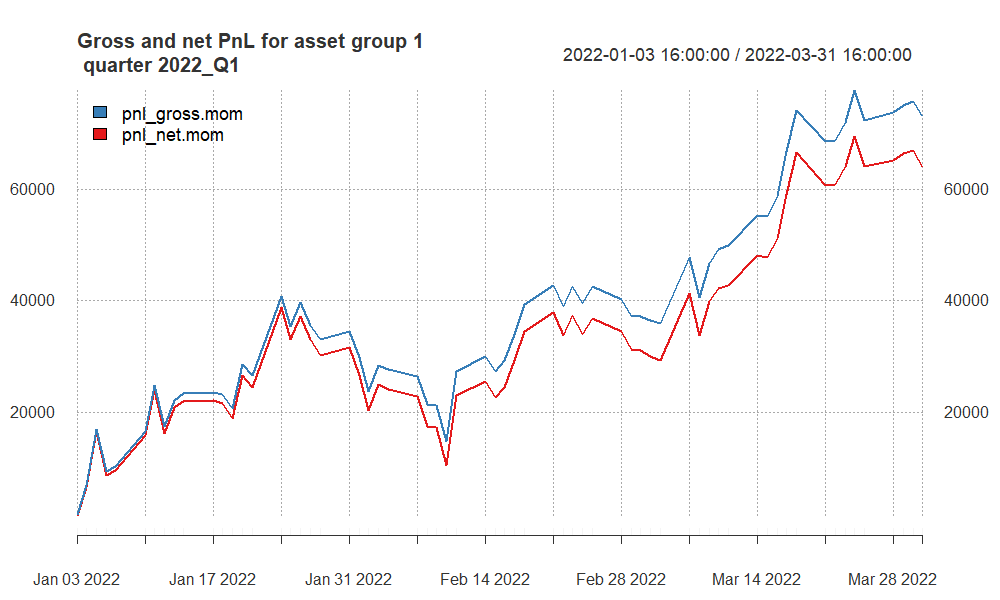 Gross and net PnL for asset group 1
quarter 2022_Q1
2022-01-03 16:00:00 / 2022-03-31 16:00:00
pnl_gross.mom
pnl_net.mom
60000 60000
40000 40000
20000 20000
Jan 03 2022 Jan 17 2022 Jan 31 2022 Feb 14 2022 Feb 28 2022 Mar 14 2022 Mar 28 2022